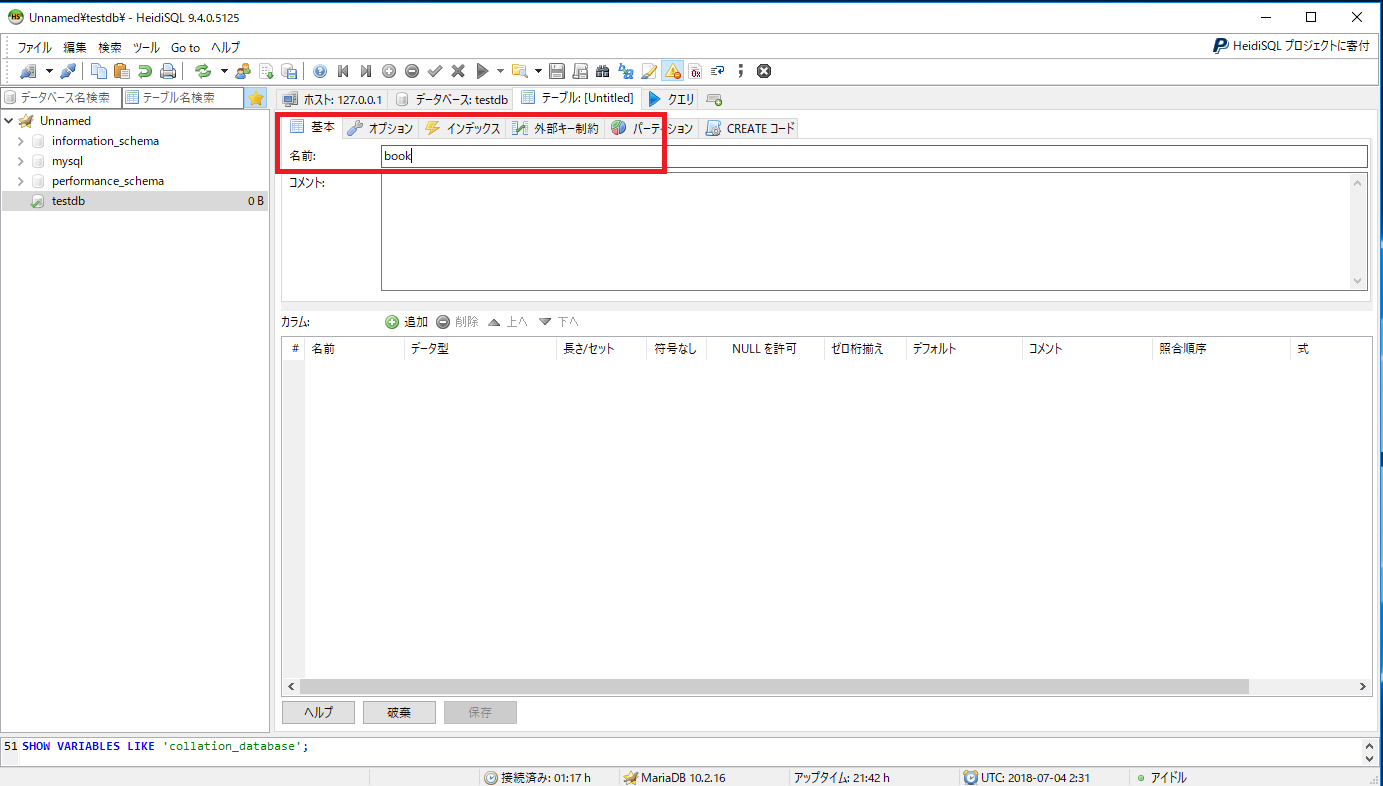 Unnamed¥testdb¥ - HeidiSQL 9.4.0.5125
ファイル 編集 検索 ツール Go to ヘルプ
HeidiSQL プロジェクトに寄付
データベース名検索 テーブル名検索
ホスト: 127.0.0.1 データベース: testdb テーブル: [Untitled] クエリ
Unnamed
information_schema
mysql
performance_schema
testdb 0 B
基本 オプション インデックス 外部キー制約 パーティション CREATE コード
名前: book
コメント:
カラム: 追加 削除 上へ 下へ
# 名前 データ型 長さ/セット 符号なし NULL を許可 ゼロ桁揃え デフォルト コメント 照合順序 式
ヘルプ 破棄 保存
51 SHOW VARIABLES LIKE 'collation_database';
接続済み: 01:17 h MariaDB 10.2.16 アップタイム: 21:42 h UTC: 2018-07-04 2:31 アイドル